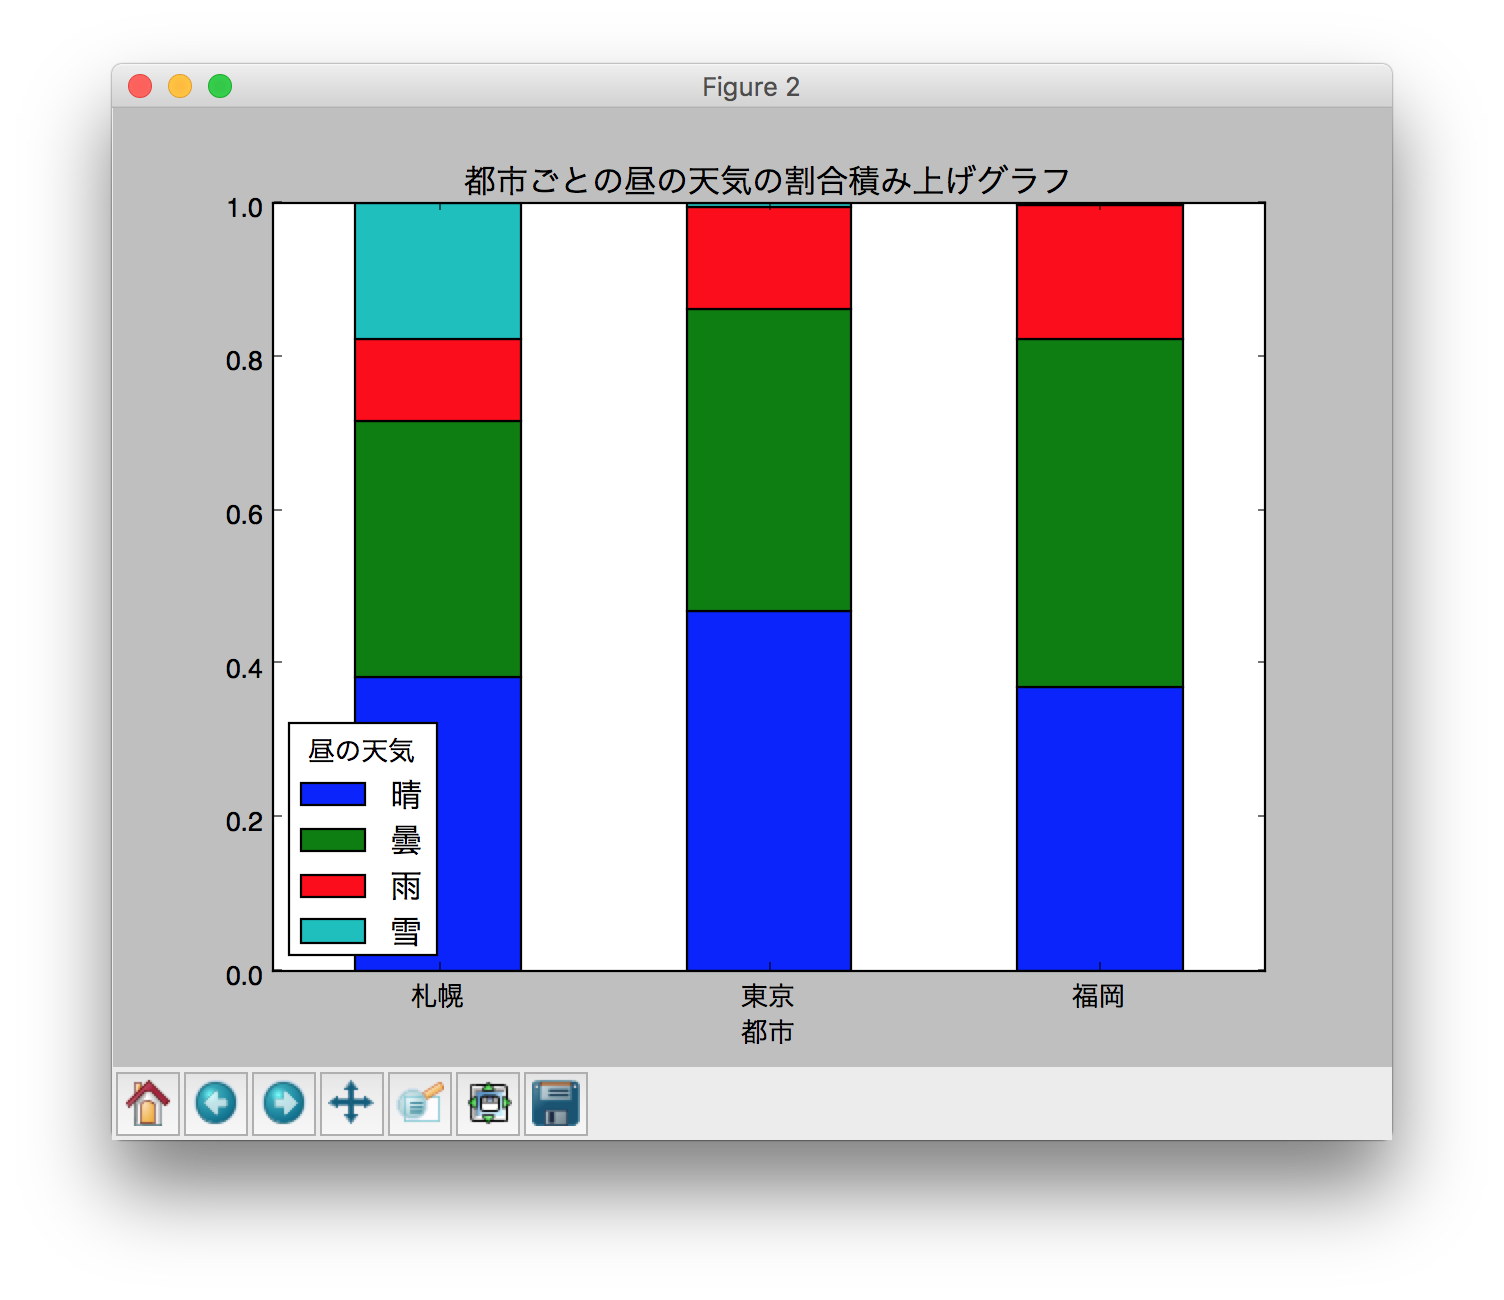 Figure 2
都市ごとの昼の天気の割合積み上げグラフ
1.0
0.8
0.6
0.4
0.2
0.0
昼の天気
晴
曇
雨
雪
札幌 東京 福岡
都市